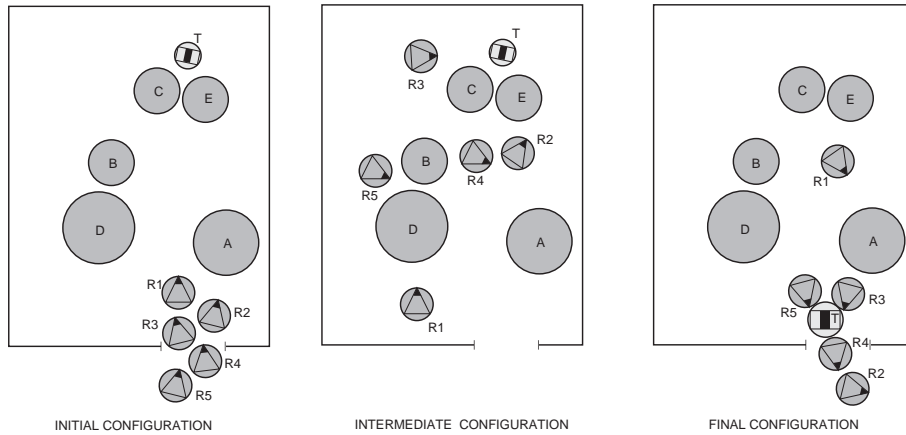 T
C
E
B
D
A
R1
R2
R3
R4
R5
INITIAL CONFIGURATION
T
R3
C
E
R2
B
R4
R5
D
A
R1
INTERMEDIATE CONFIGURATION
C
E
B
R1
D
A
R5
R3
T
R4
R2
FINAL CONFIGURATION